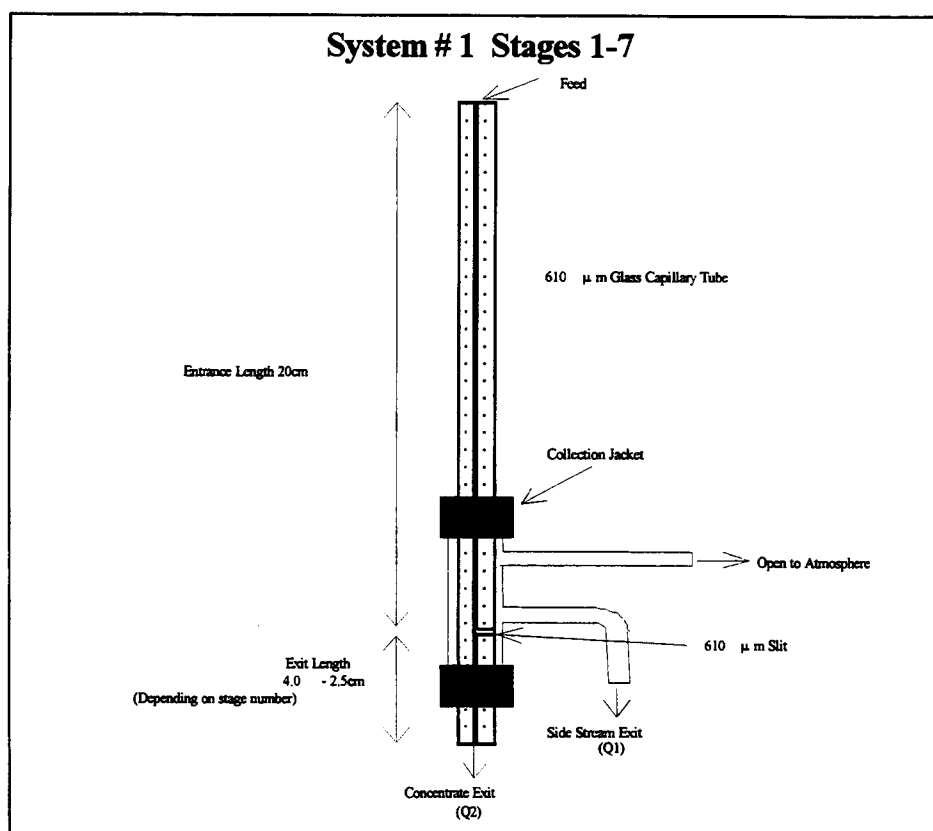 System # 1 Stages 1-7
Feed
610 μ m Glass Capillary Tube
Entrance Length 20cm
Collection Jacket
Open to Atmosphere
610 μ m Slit
Exit Length
4.0 - 2.5cm
(Depending on stage number)
Side Stream Exit
(Q1)
Concentrate Exit
(Q2)